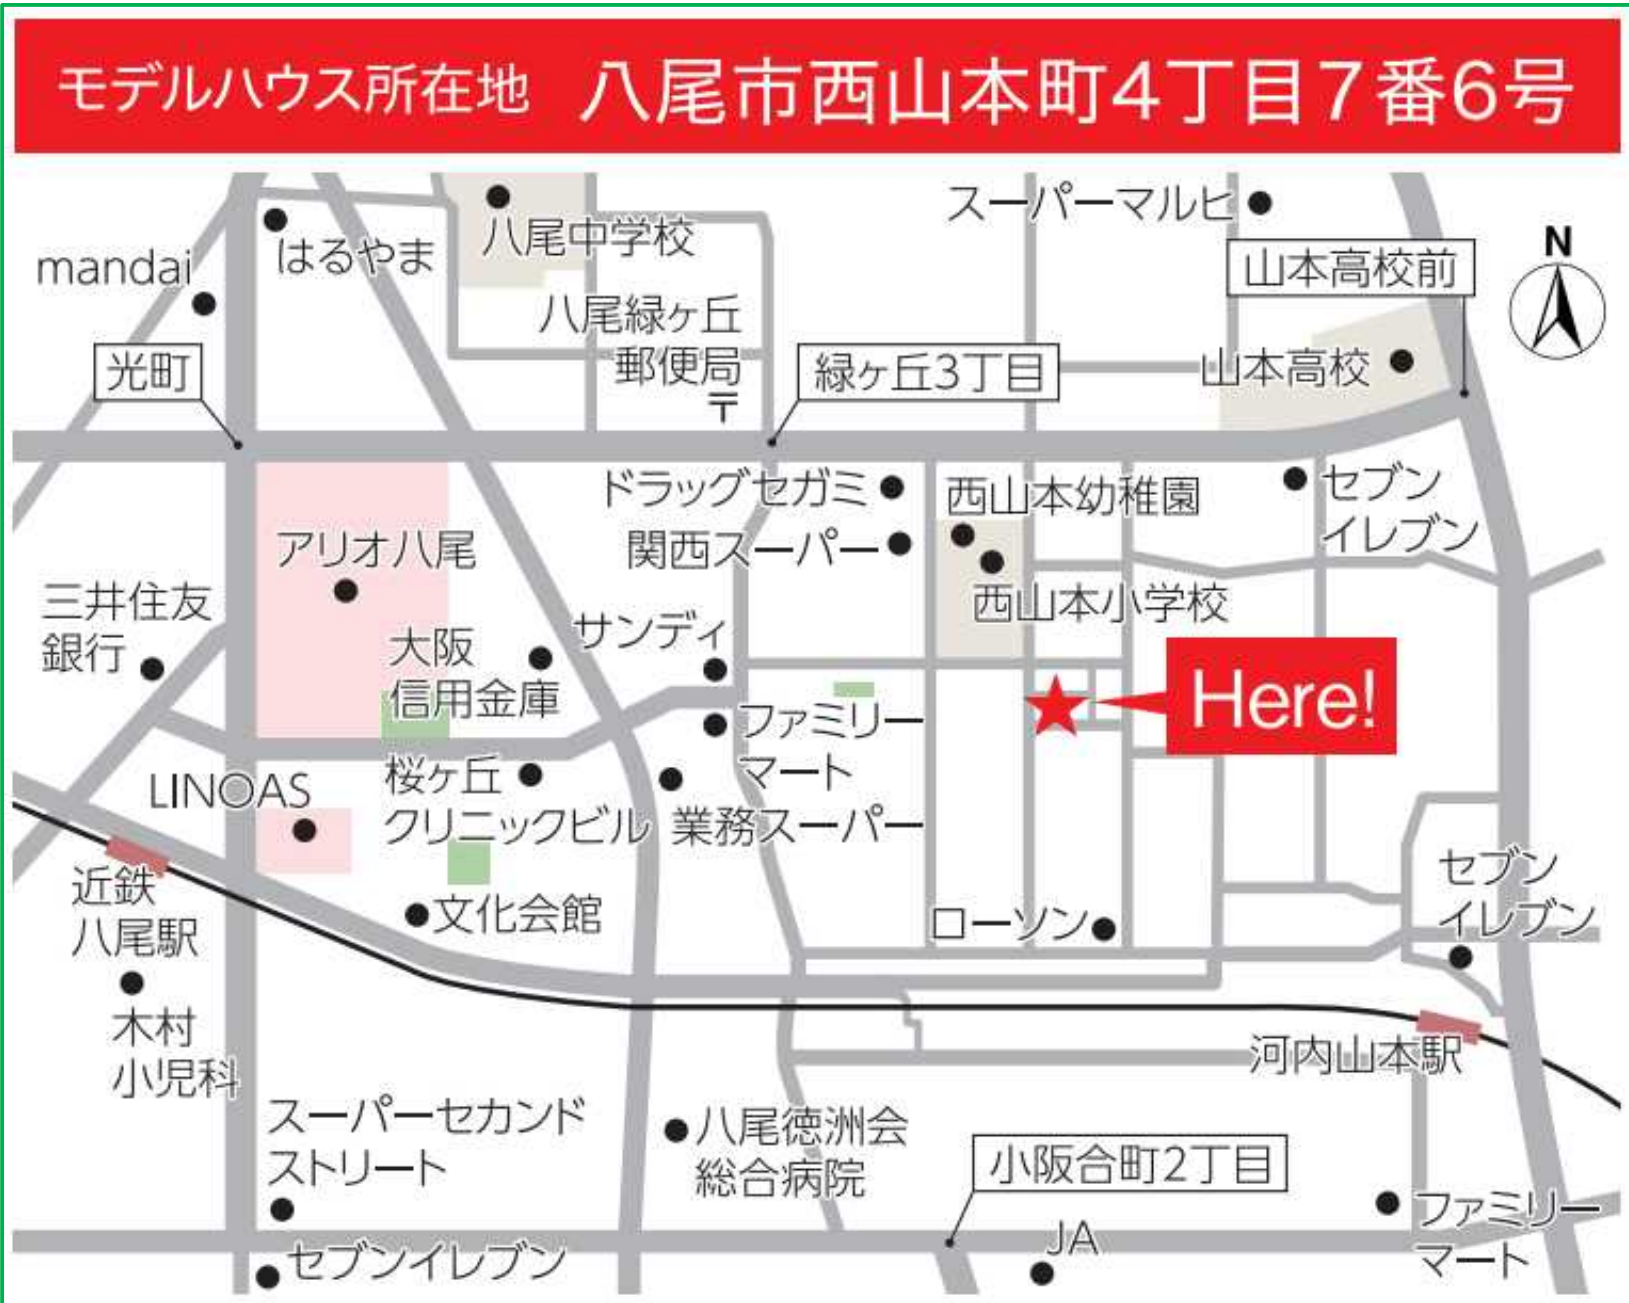 モデルハウス所在地 八尾市西山本町4丁目7番6号
スーパーマルヒ
はるやま
八尾中学校
N
mandai
山本高校前
八尾緑ヶ丘
郵便局
〒
光町
緑ヶ丘3丁目
山本高校
ドラッグセガミ
西山本幼稚園
セブン
イレブン
関西スーパー
アリオ八尾
西山本小学校
三井住友
銀行
サンディ
大阪
信用金庫
Here!
ファミリー
マート
LINOAS
桜ヶ丘
クリニックビル
業務スーパー
近鉄
八尾駅
文化会館
ローソン
セブン
イレブン
木村
小児科
河内山本駅
スーパーセカンド
ストリート
八尾徳洲会
総合病院
小阪合町2丁目
ファミリー
マート
JA
セブンイレブン